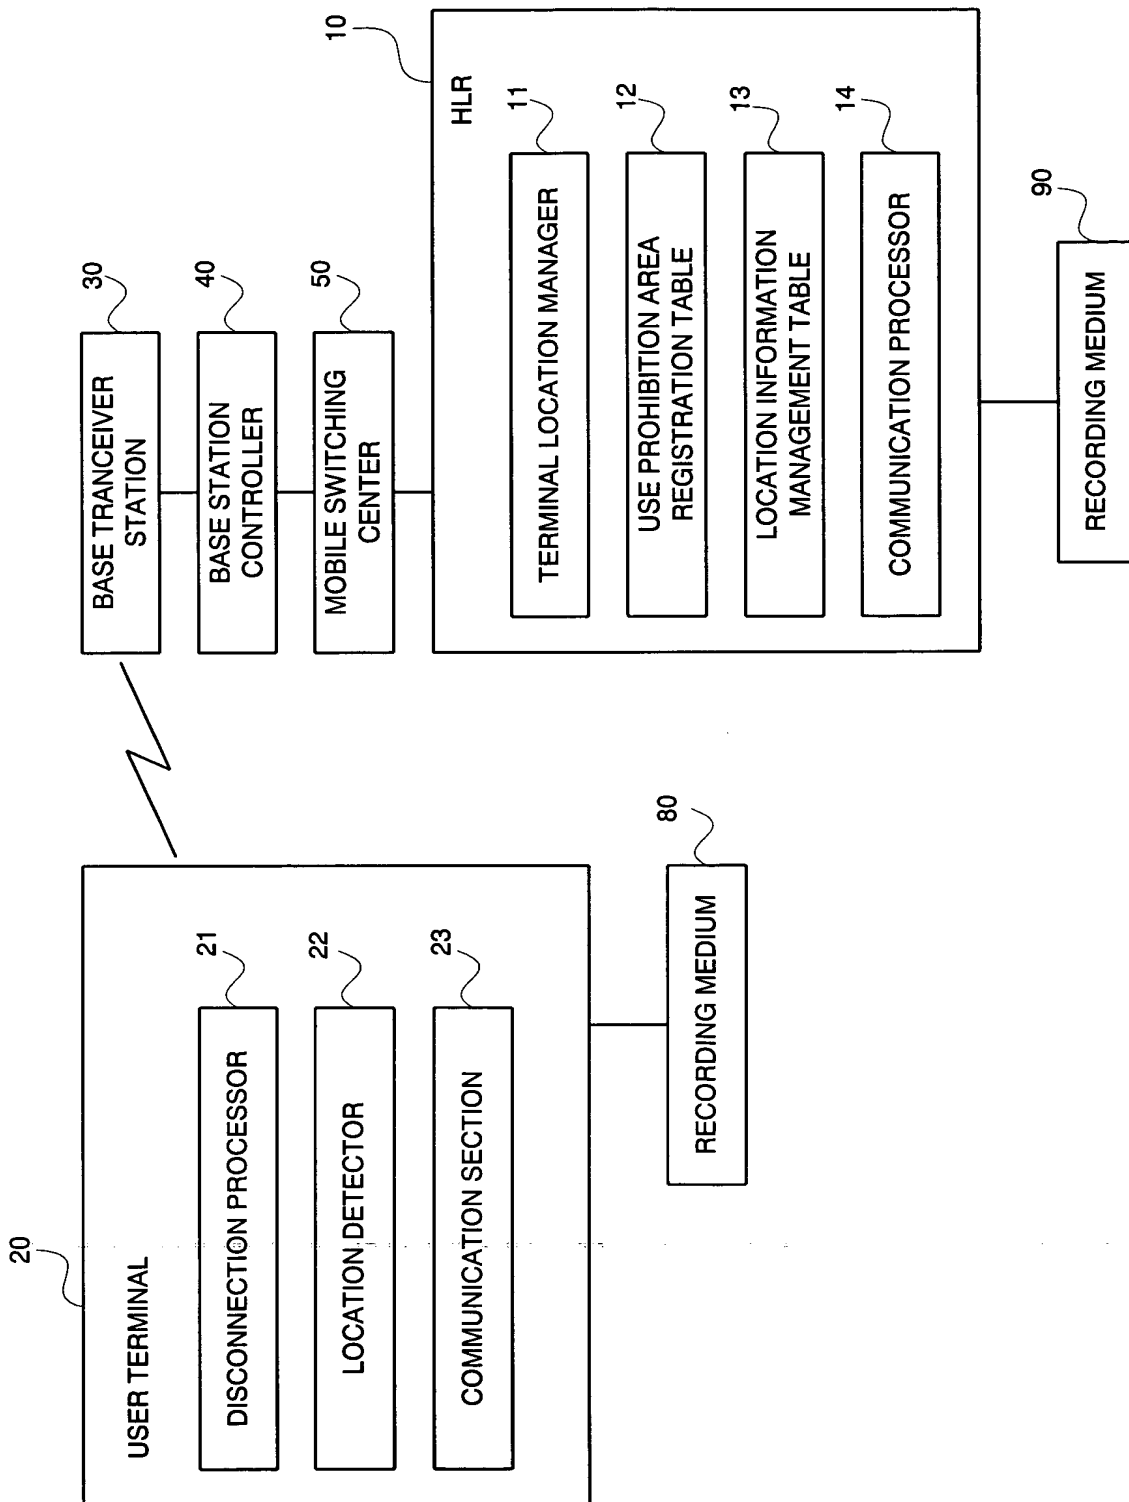 20
USER TERMINAL
DISCONNECTION PROCESSOR
21
LOCATION DETECTOR
22
COMMUNICATION SECTION
23
RECORDING MEDIUM
80
BASE TRANCEIVER
STATION
30
BASE STATION
CONTROLLER
40
MOBILE SWITCHING
CENTER
50
10
HLR
TERMINAL LOCATION MANAGER
11
USE PROHIBITION AREA
REGISTRATION TABLE
12
LOCATION INFORMATION
MANAGEMENT TABLE
13
COMMUNICATION PROCESSOR
14
RECORDING MEDIUM
90